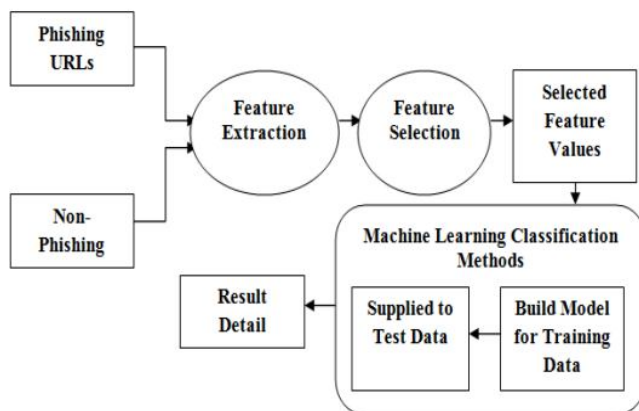 Phishing
URLs
Feature
Extraction
Feature
Selection
Selected
Feature
Values
Non-
Phishing
Machine Learning Classification
Methods
Result
Detail
Supplied to
Test Data
Build Model
for Training
Data